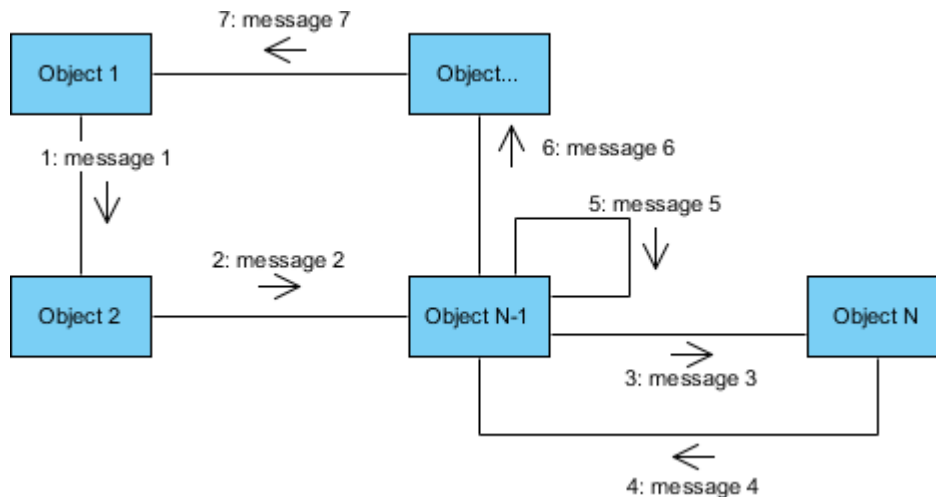 7: message 7
Object 1
Object...
1: message 1
6: message 6
5: message 5
2: message 2
Object 2
Object N-1
Object N
3: message 3
4: message 4